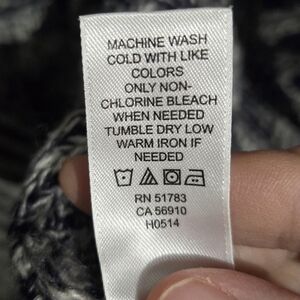 MACHINE WASH
COLD WITH LIKE
COLORS
ONLY NON-
CHLORINE BLEACH
WHEN NEEDED
TUMBLE DRY LOW
WARM IRON IF
NEEDED
RN 51783
CA 56910
H0514